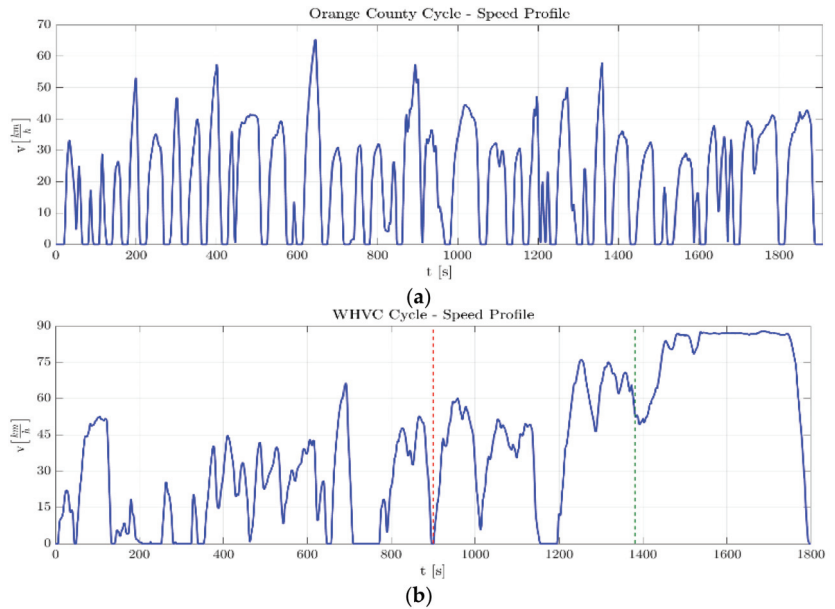 Orange County Cycle - Speed Profile
70
60
50
40
30
20
10
0
v [km/h]
0 200 400 600 800 1000 1200 1400 1600 1800
t [s]
(a)
WHVC Cycle - Speed Profile
90
75
60
45
30
15
0
v [km/h]
0 200 400 600 800 1000 1200 1400 1600 1800
t [s]
(b)